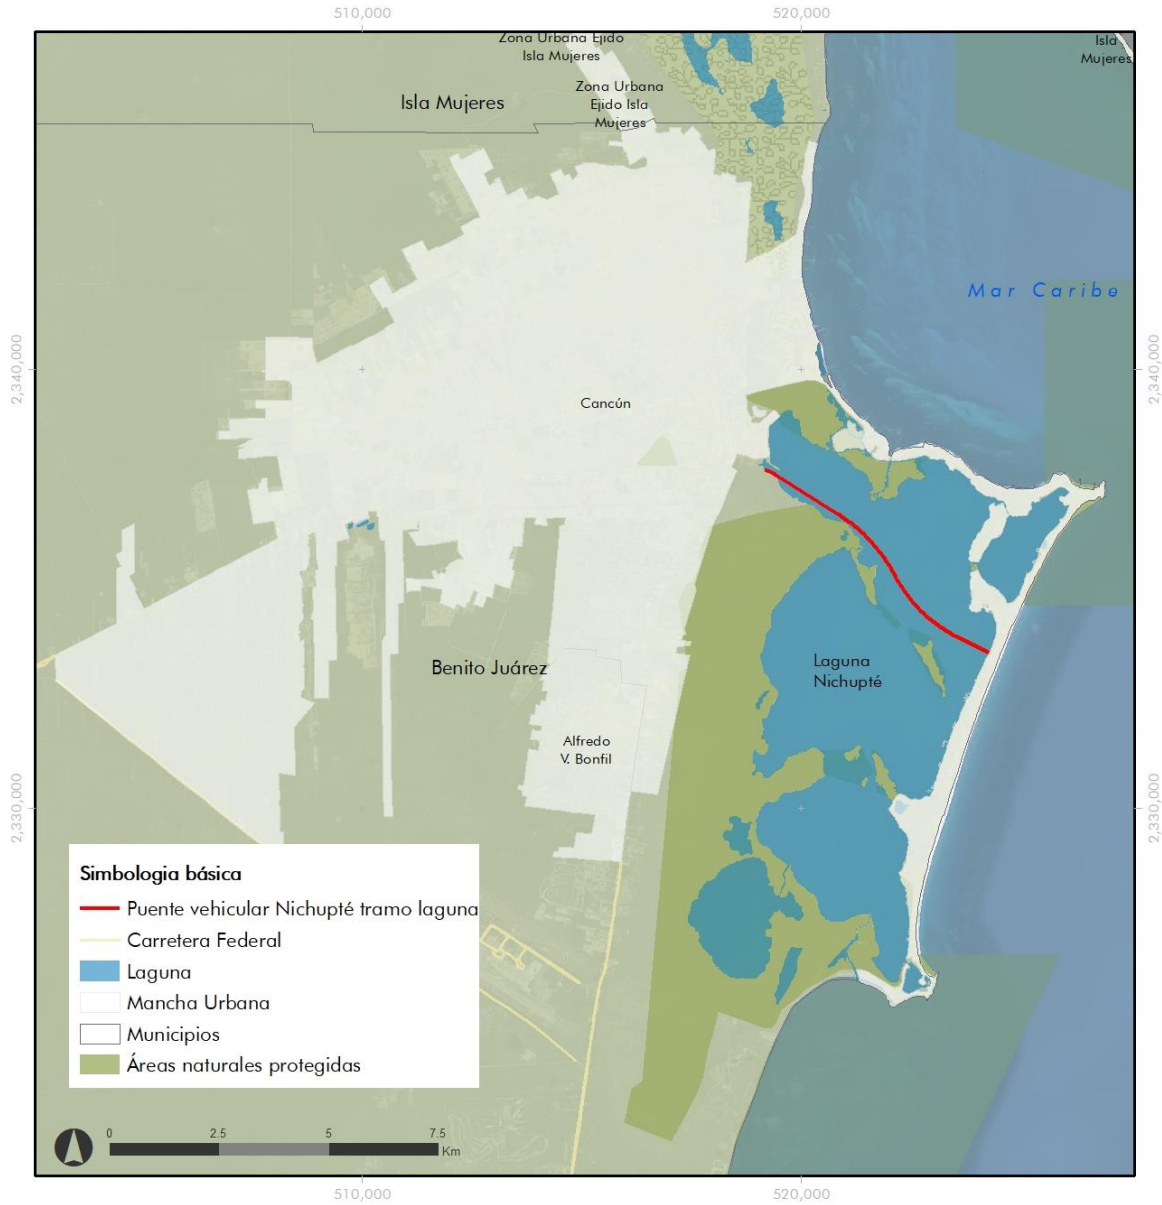 510,000
520,000
Zona Urbana Ejido
Isla Mujeres
Isla
Mujeres
Isla Mujeres
Zona Urbana
Ejido Isla
Mujeres
Mar Caribe
2,340,000
2,340,000
Cancún
Benito Juárez
Laguna
Nichupté
Alfredo
V. Bonfil
2,330,000
2,330,000
Simbologia básica
Puente vehicular Nichupté tramo laguna
Carretera Federal
Laguna
Mancha Urbana
Municipios
Áreas naturales protegidas
0
2.5
5
7.5
Km
510,000
520,000